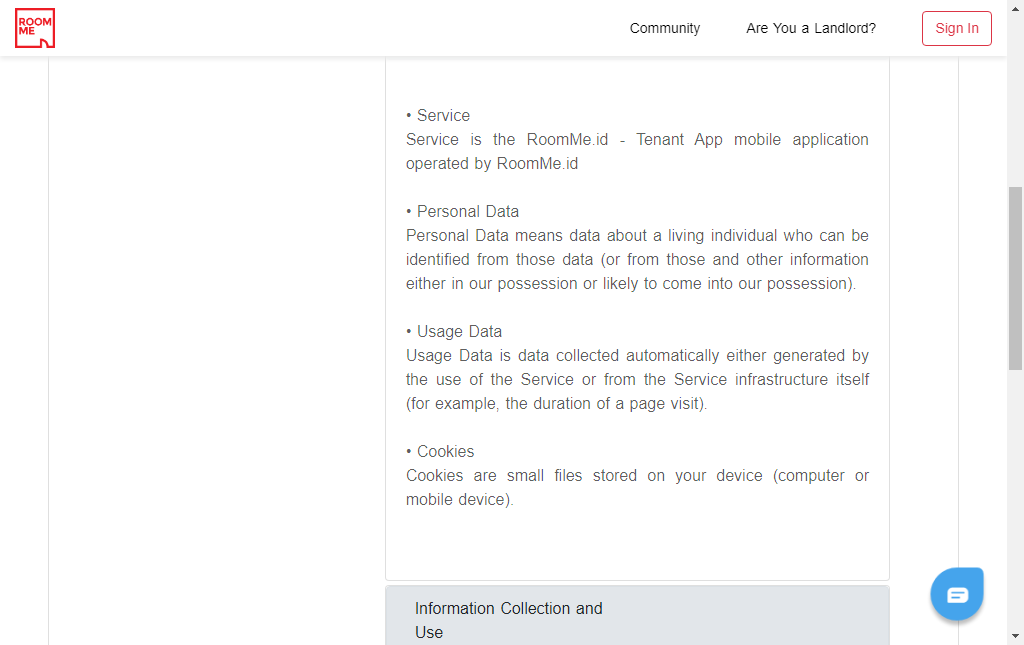 ROOM
ME
Community
Are You a Landlord?
Sign In
• Service
Service is the RoomMe.id - Tenant App mobile application
operated by RoomMe.id
• Personal Data
Personal Data means data about a living individual who can be
identified from those data (or from those and other information
either in our possession or likely to come into our possession).
• Usage Data
Usage Data is data collected automatically either generated by
the use of the Service or from the Service infrastructure itself
(for example, the duration of a page visit).
• Cookies
Cookies are small files stored on your device (computer or
mobile device).
Information Collection and
Use